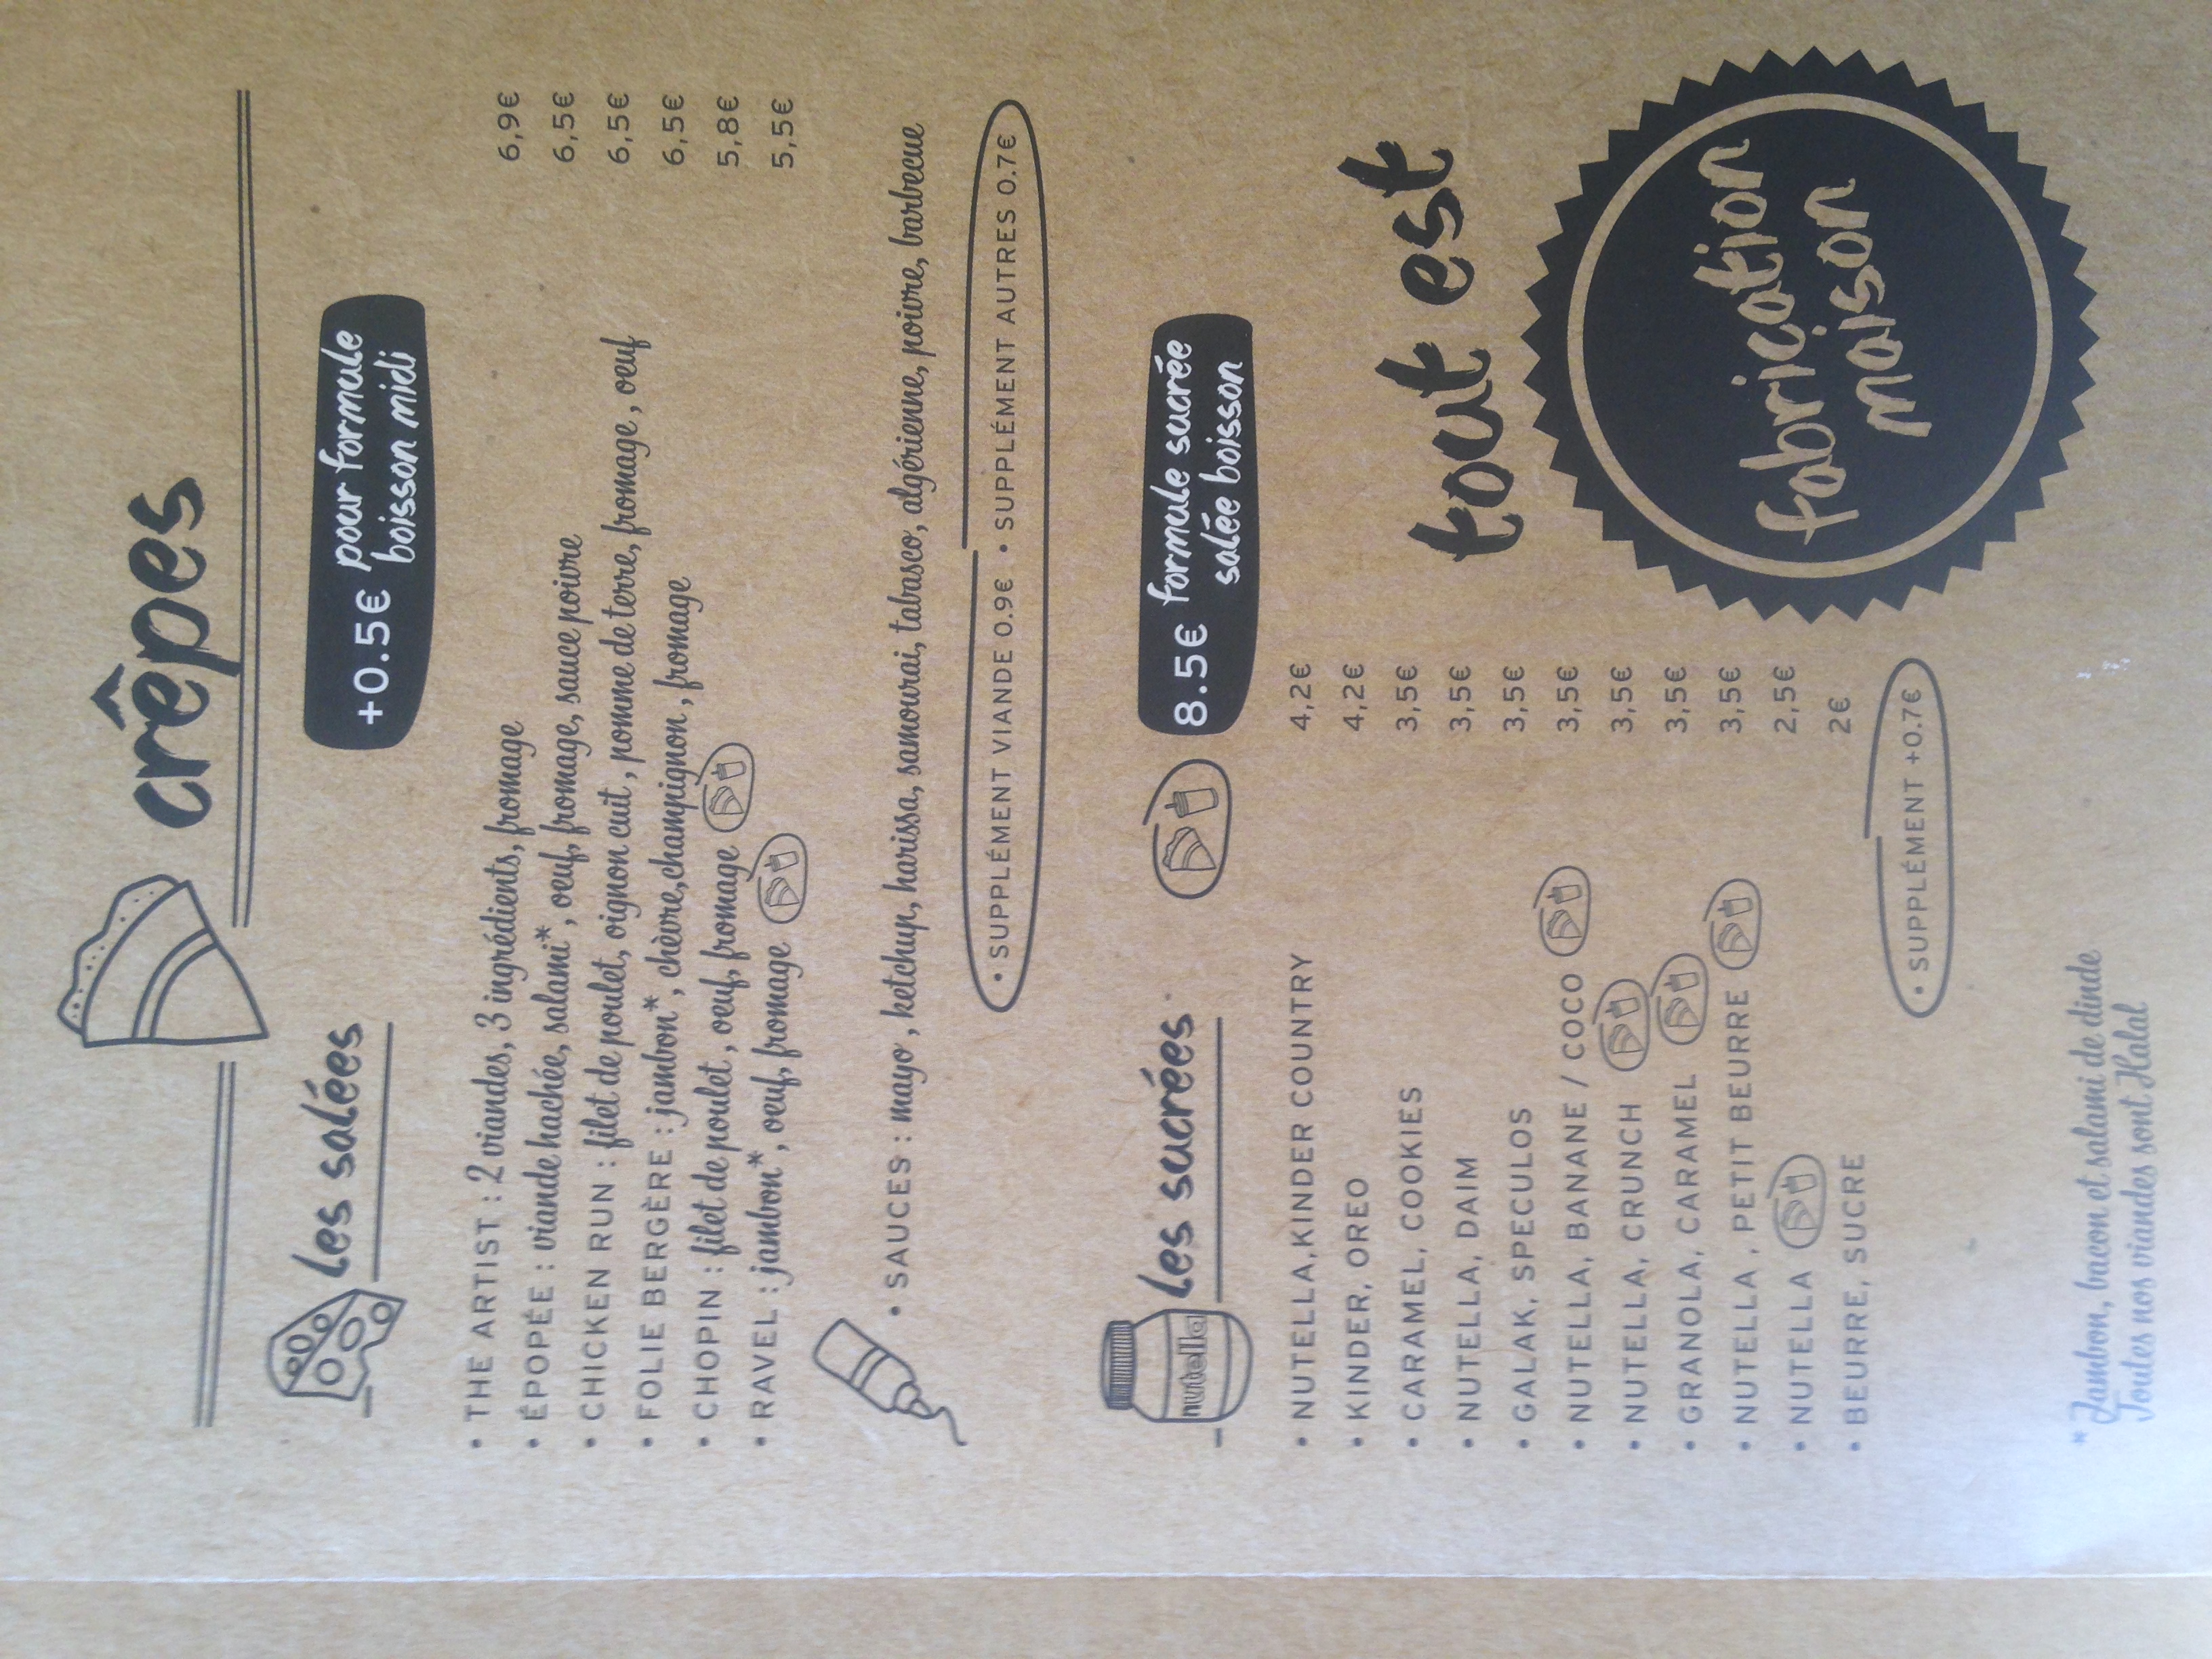 crêpes
les salées
+0.5€ pour formule
boisson midi
• THE ARTIST : 2 viandes, 3 ingrédients, fromage 6,9€
• ÉPOPÉE : viande hachée, salami*, oeuf, fromage, sauce poivre 6,5€
• CHICKEN RUN : filet de poulet, oignon cuit , pomme de terre, fromage , oeuf 6,5€
• FOLIE BERGÈRE : jambon*, chèvre,champignon , fromage 6,5€
• CHOPIN : filet de poulet , oeuf, fromage 5,8€
• RAVEL : jambon*, oeuf, fromage 5,5€
• SAUCES : mayo , ketchup, harissa, samourai, tabasco, algérienne, poivre, barbecue
• SUPPLÉMENT VIANDE 0.9€ • SUPPLÉMENT AUTRES 0.7€
nutella
les sucrées
8.5€ formule sucrée
salée boisson
• NUTELLA,KINDER COUNTRY 4,2€
• KINDER, OREO 4,2€
• CARAMEL, COOKIES 3,5€
• NUTELLA, DAIM 3,5€
• GALAK, SPECULOS 3,5€
• NUTELLA, BANANE / COCO 3,5€
• NUTELLA, CRUNCH 3,5€
• GRANOLA, CARAMEL 3,5€
• NUTELLA , PETIT BEURRE 3,5€
• NUTELLA 2,5€
• BEURRE, SUCRE 2€
• SUPPLÉMENT +0.7€
tout est
fabrication
maison
* Jambon, bacon et salami de dinde
Toutes nos viandes sont Halal